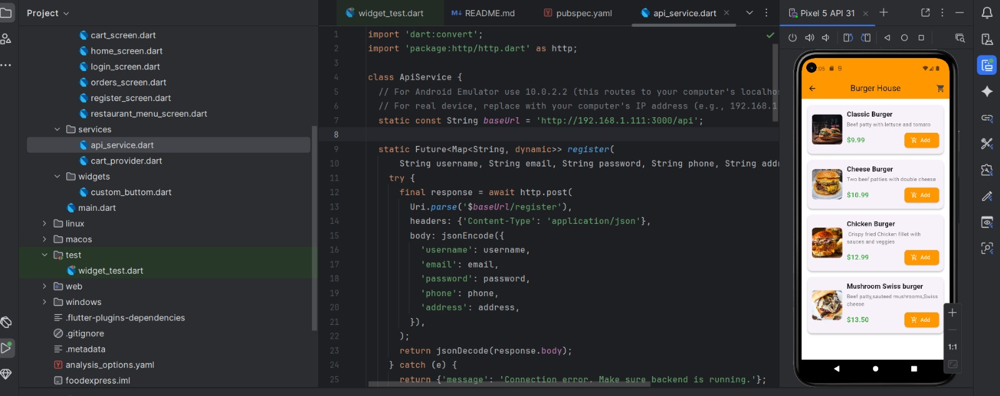 Project
cart_screen.dart
home_screen.dart
login_screen.dart
orders_screen.dart
register_screen.dart
restaurant_menu_screen.dart
services
api_service.dart
cart_provider.dart
widgets
custom_buttom.dart
main.dart
linux
macos
test
widget_test.dart
web
windows
.flutter-plugins-dependencies
.gitignore
.metadata
analysis_options.yaml
foodexpress.iml
widget_test.dart README.md pubspec.yaml api_service.dart
1 import 'dart:convert';
2 import 'package:http/http.dart' as http;
3
4 class ApiService {
5 // For Android Emulator use 10.0.2.2 (this routes to your computer's localho
6 // For real device, replace with your computer's IP address (e.g., 192.168.1
7 static const String baseUrl = 'http://192.168.1.111:3000/api';
8
9 static Future<Map<String, dynamic>> register(
10 String username, String email, String password, String phone, String addr
11 try {
12 final response = await http.post(
13 Uri.parse('$baseUrl/register'),
14 headers: {'Content-Type': 'application/json'},
15 body: jsonEncode({
16 'username': username,
17 'email': email,
18 'password': password,
19 'phone': phone,
20 'address': address,
21 }),
22 );
23 return jsonDecode(response.body);
24 } catch (e) {
25 return {'message': 'Connection error. Make sure backend is running.'};
Pixel 5 API 31
:05
Burger House
Classic Burger
Beef patty with lettuce and tomato
$9.99 Add
Cheese Burger
Two beef patties with double cheese
$10.99 Add
Chicken Burger
Crispy fried Chicken fillet with
sauces and veggies
$12.99 Add
Mushroom Swiss burger
Beef patty,sauteed mushrooms,Swiss
cheese
$13.50 Add
1:1